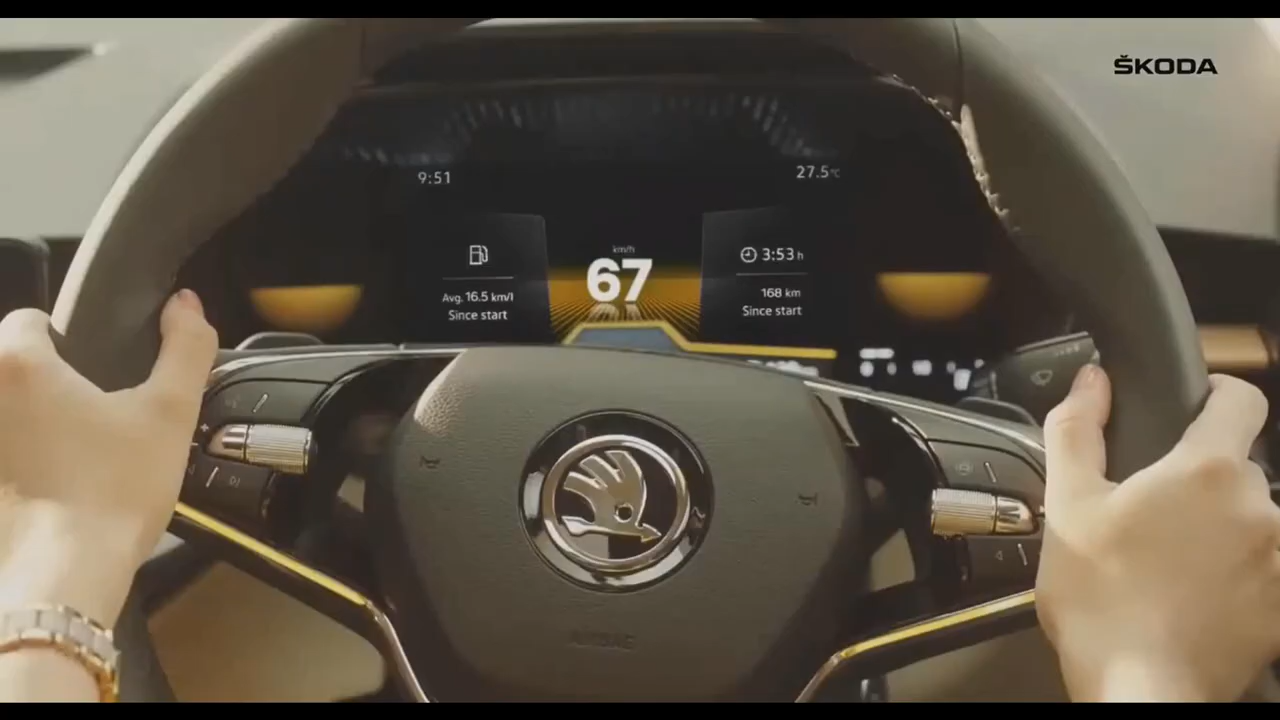 ŠKODA
9:51
27.5℃
km/h
67
Avg. 16.5 km/l
Since start
3:53 h
168 km
Since start
AIRBAG